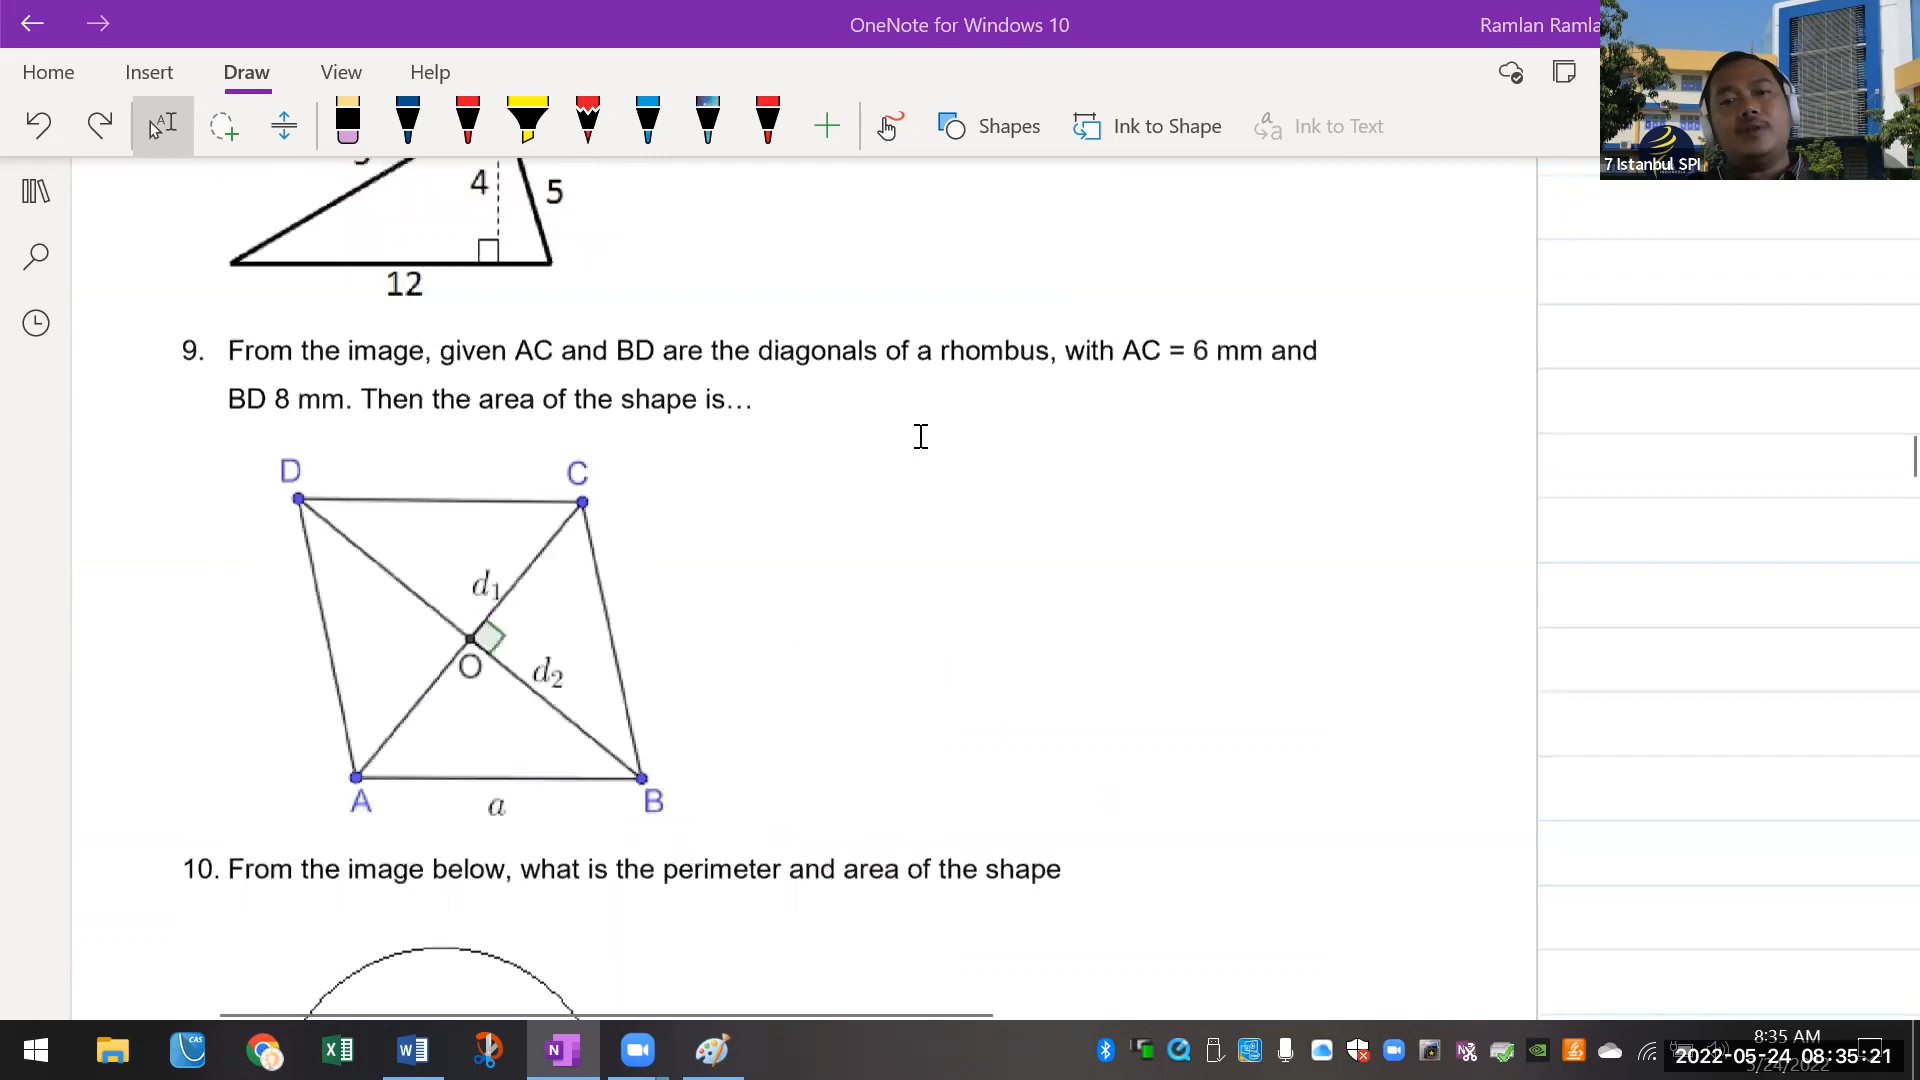 OneNote for Windows 10
Ramlan Ramla
Home Insert Draw View Help
Shapes Ink to Shape Ink to Text
7 Istanbul SPI
4
5
12
9. From the image, given AC and BD are the diagonals of a rhombus, with AC = 6 mm and
BD 8 mm. Then the area of the shape is…
D
C
d1
O
d2
A
a
B
10. From the image below, what is the perimeter and area of the shape
8:35 AM
2022-05-24 08:35:21
5/24/2022